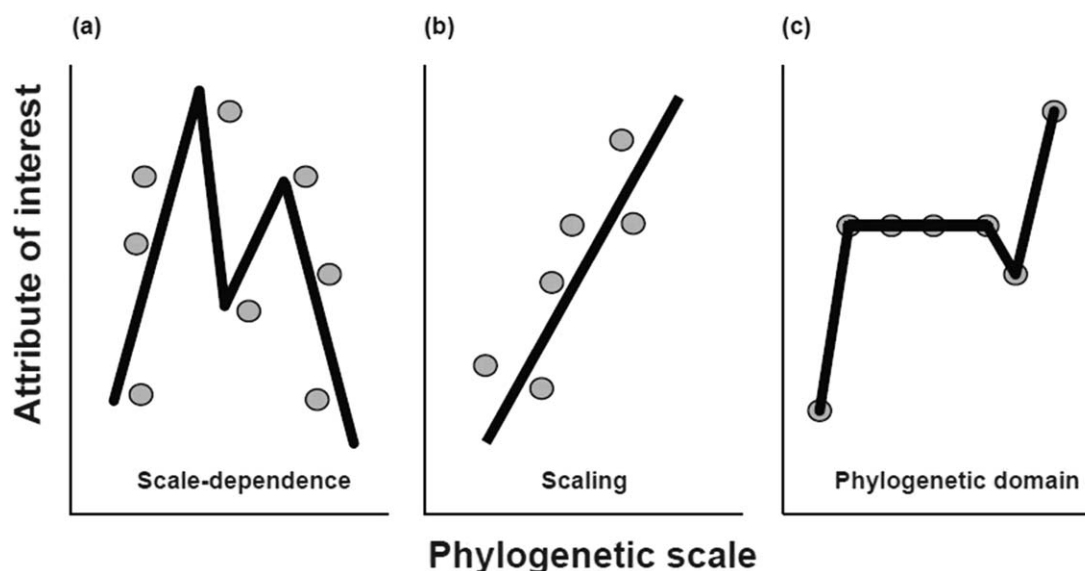 (a)
(b)
(c)
Attribute of interest
Scale-dependence
Scaling
Phylogenetic domain
Phylogenetic scale